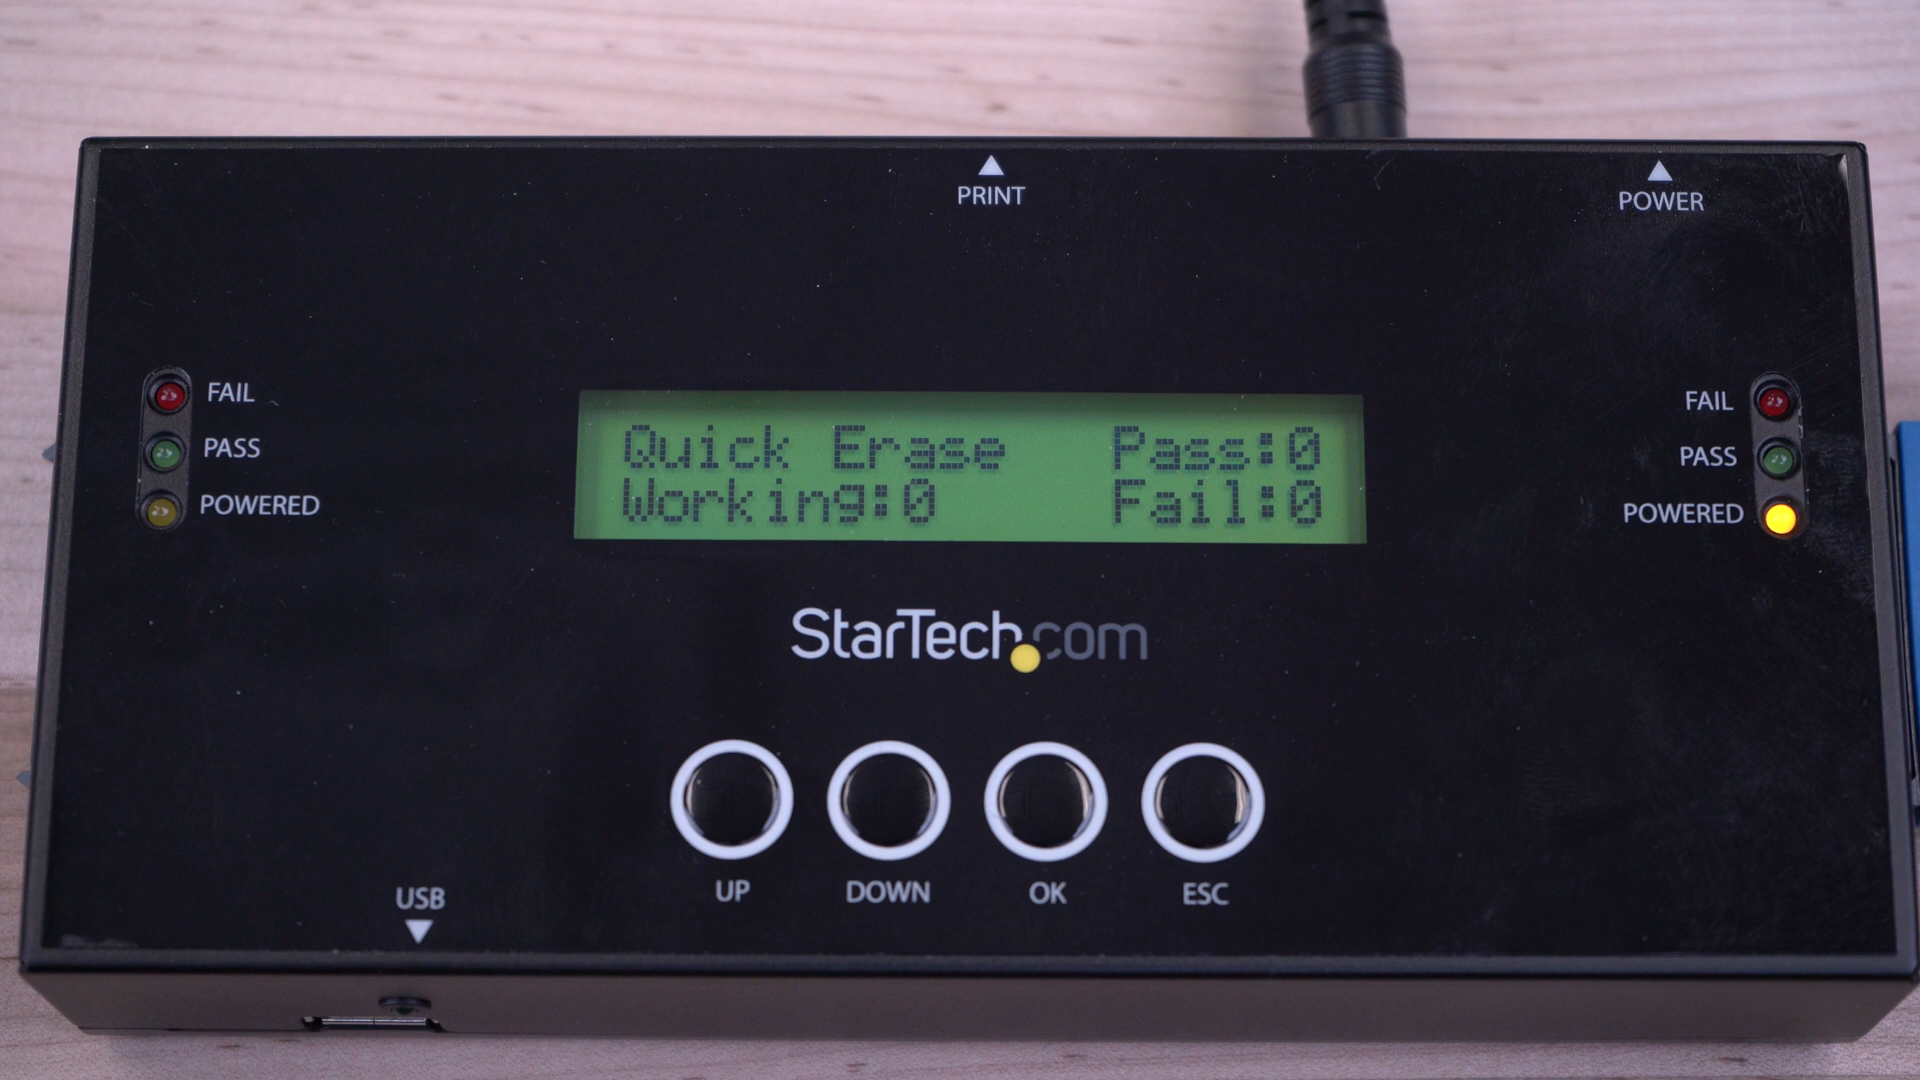 PRINT
POWER
FAIL
PASS
POWERED
Quick Erase Pass:0
Working:0 Fail:0
FAIL
PASS
POWERED
StarTech.com
UP
DOWN
OK
ESC
USB